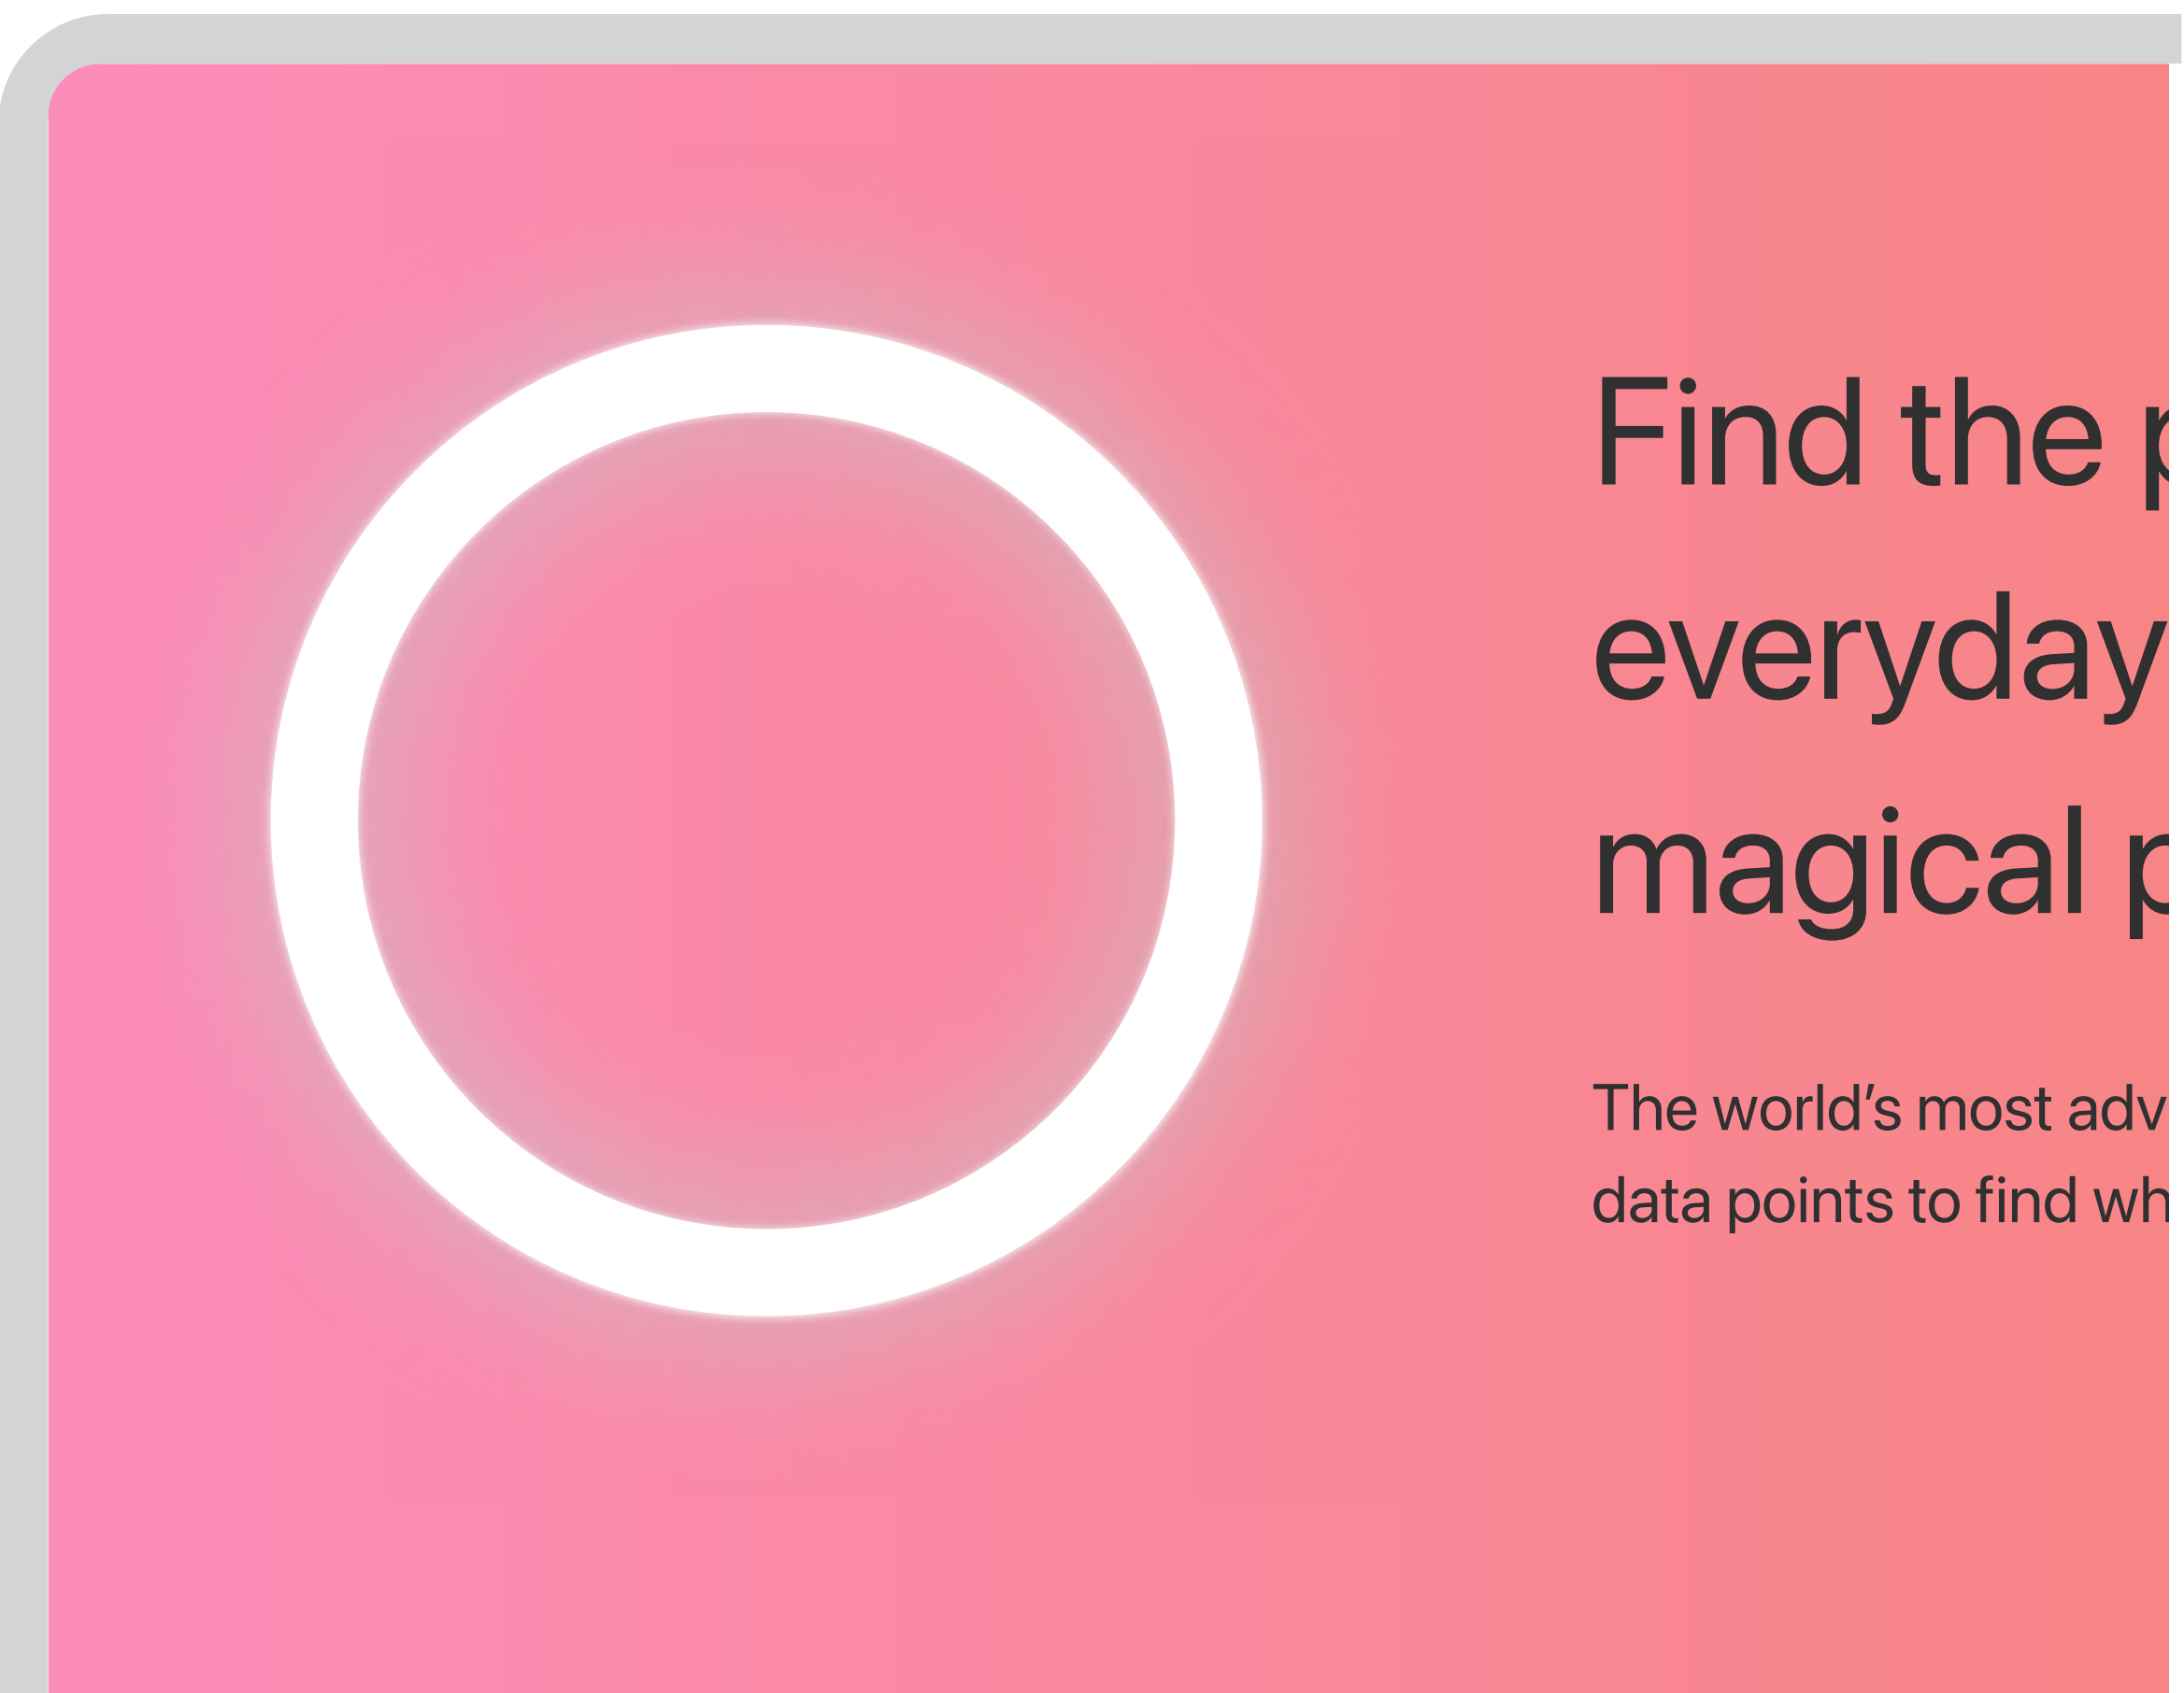 Find the p
everyday
magical p
The world’s most adv
data points to find wh